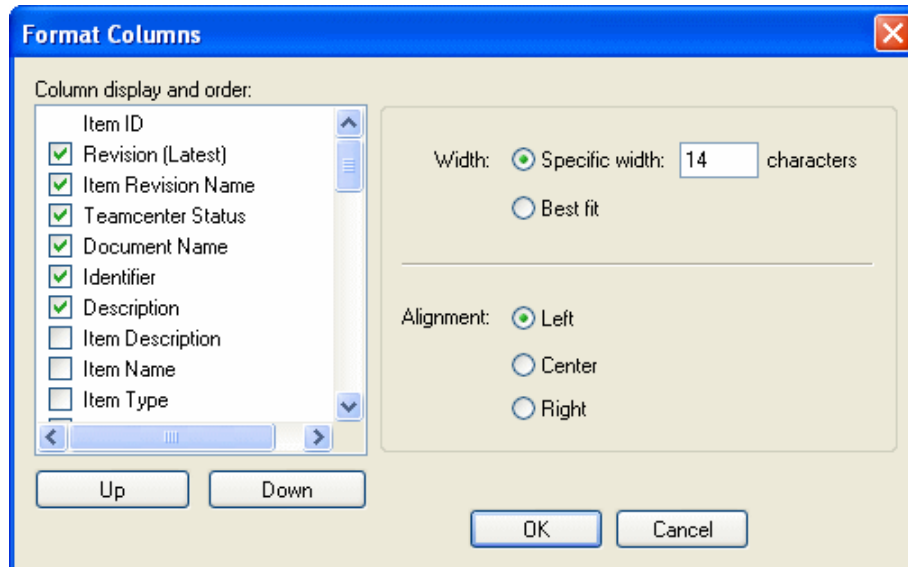 Format Columns
Column display and order:
Item ID
Revision (Latest)
Item Revision Name
Teamcenter Status
Document Name
Identifier
Description
Item Description
Item Name
Item Type
Up Down
Width: Specific width: 14 characters
Best fit
Alignment: Left
Center
Right
OK Cancel